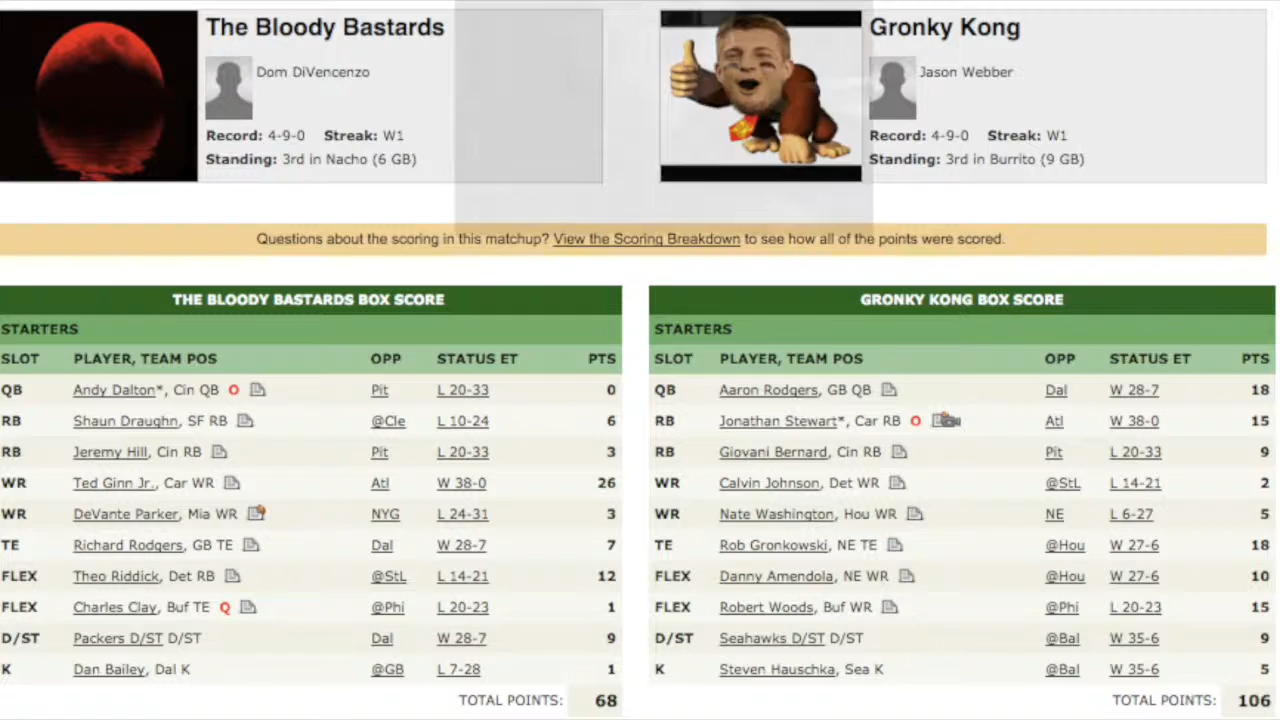 The Bloody Bastards
Dom DiVencenzo
Record: 4-9-0 Streak: W1
Standing: 3rd in Nacho (6 GB)
Gronky Kong
Jason Webber
Record: 4-9-0 Streak: W1
Standing: 3rd in Burrito (9 GB)
Questions about the scoring in this matchup? View the Scoring Breakdown to see how all of the points were scored.
THE BLOODY BASTARDS BOX SCORE
STARTERS
SLOT PLAYER, TEAM POS OPP STATUS ET PTS
QB Andy Dalton*, Cin QB O Pit L 20-33 0
RB Shaun Draughn, SF RB @Cle L 10-24 6
RB Jeremy Hill, Cin RB Pit L 20-33 3
WR Ted Ginn Jr., Car WR Atl W 38-0 26
WR DeVante Parker, Mia WR NYG L 24-31 3
TE Richard Rodgers, GB TE Dal W 28-7 7
FLEX Theo Riddick, Det RB @StL L 14-21 12
FLEX Charles Clay, Buf TE Q @Phi L 20-23 1
D/ST Packers D/ST D/ST Dal W 28-7 9
K Dan Bailey, Dal K @GB L 7-28 1
TOTAL POINTS: 68
GRONKY KONG BOX SCORE
STARTERS
SLOT PLAYER, TEAM POS OPP STATUS ET PTS
QB Aaron Rodgers, GB QB Dal W 28-7 18
RB Jonathan Stewart*, Car RB O Atl W 38-0 15
RB Giovani Bernard, Cin RB Pit L 20-33 9
WR Calvin Johnson, Det WR @StL L 14-21 2
WR Nate Washington, Hou WR NE L 6-27 5
TE Rob Gronkowski, NE TE @Hou W 27-6 18
FLEX Danny Amendola, NE WR @Hou W 27-6 10
FLEX Robert Woods, Buf WR @Phi L 20-23 15
D/ST Seahawks D/ST D/ST @Bal W 35-6 9
K Steven Hauschka, Sea K @Bal W 35-6 5
TOTAL POINTS: 106